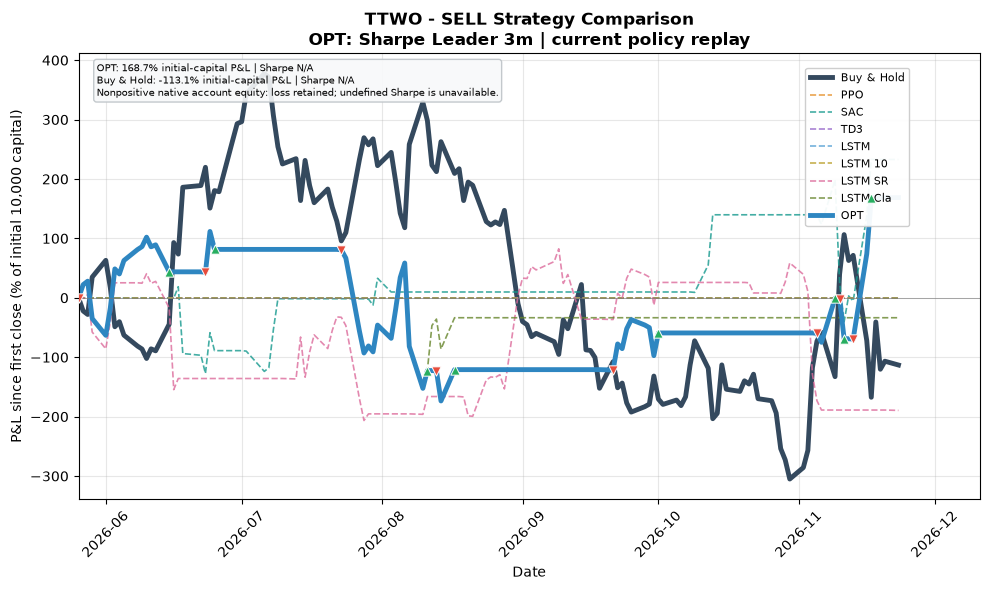 TTWO - SELL Strategy Comparison
OPT: Sharpe Leader 3m | current policy replay
OPT: 168.7% initial-capital P&L | Sharpe N/A
Buy & Hold: -113.1% initial-capital P&L | Sharpe N/A
Nonpositive native account equity: loss retained; undefined Sharpe is unavailable.
Buy & Hold
PPO
SAC
TD3
LSTM
LSTM 10
LSTM SR
LSTM Cla
OPT
P&L since first close (% of initial 10,000 capital)
400
300
200
100
0
−100
−200
−300
2026-06
2026-07
2026-08
2026-09
2026-10
2026-11
2026-12
Date